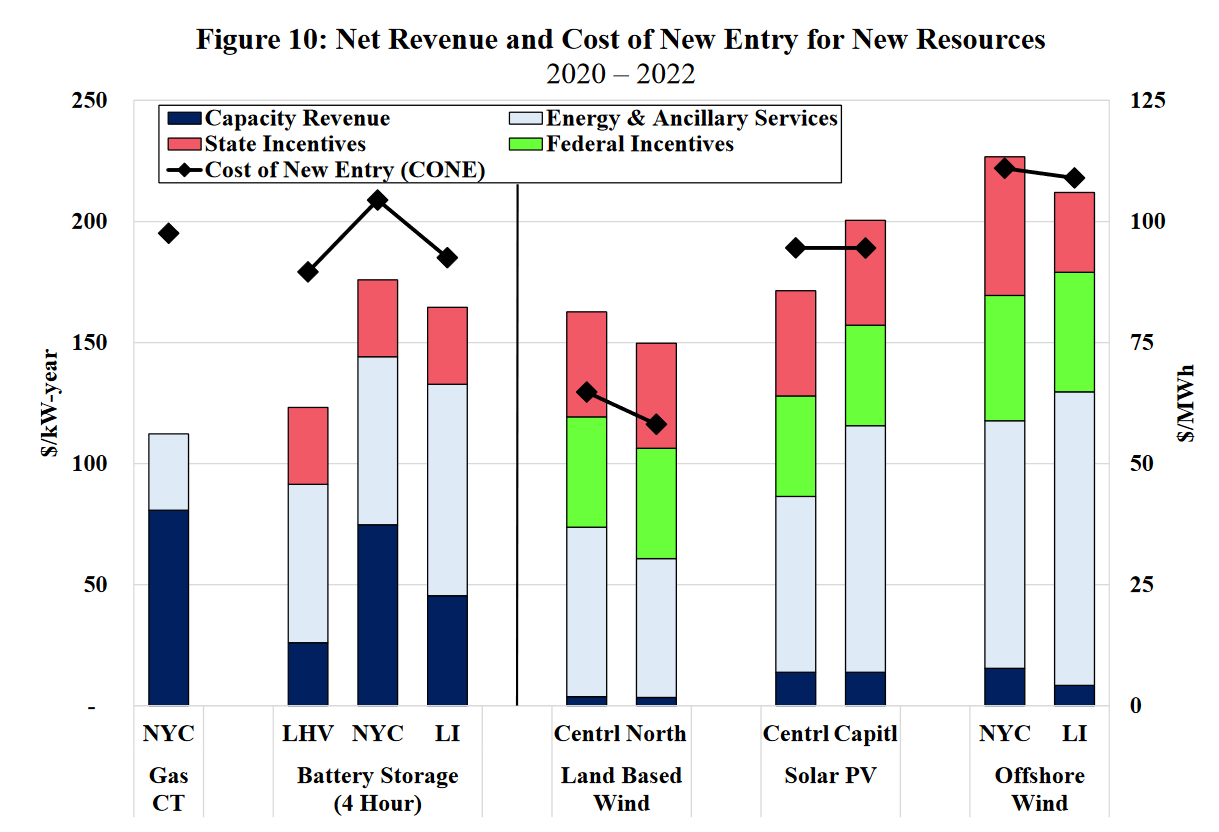 Figure 10: Net Revenue and Cost of New Entry for New Resources
2020 – 2022
250
125
Capacity Revenue
Energy & Ancillary Services
State Incentives
Federal Incentives
Cost of New Entry (CONE)
200
100
150
75
$/kW-year
$/MWh
100
50
50
25
-
0
NYC
LHV
NYC
LI
Centrl
North
Centrl
Capitl
NYC
LI
Gas
CT
Battery Storage
(4 Hour)
Land Based
Wind
Solar PV
Offshore
Wind